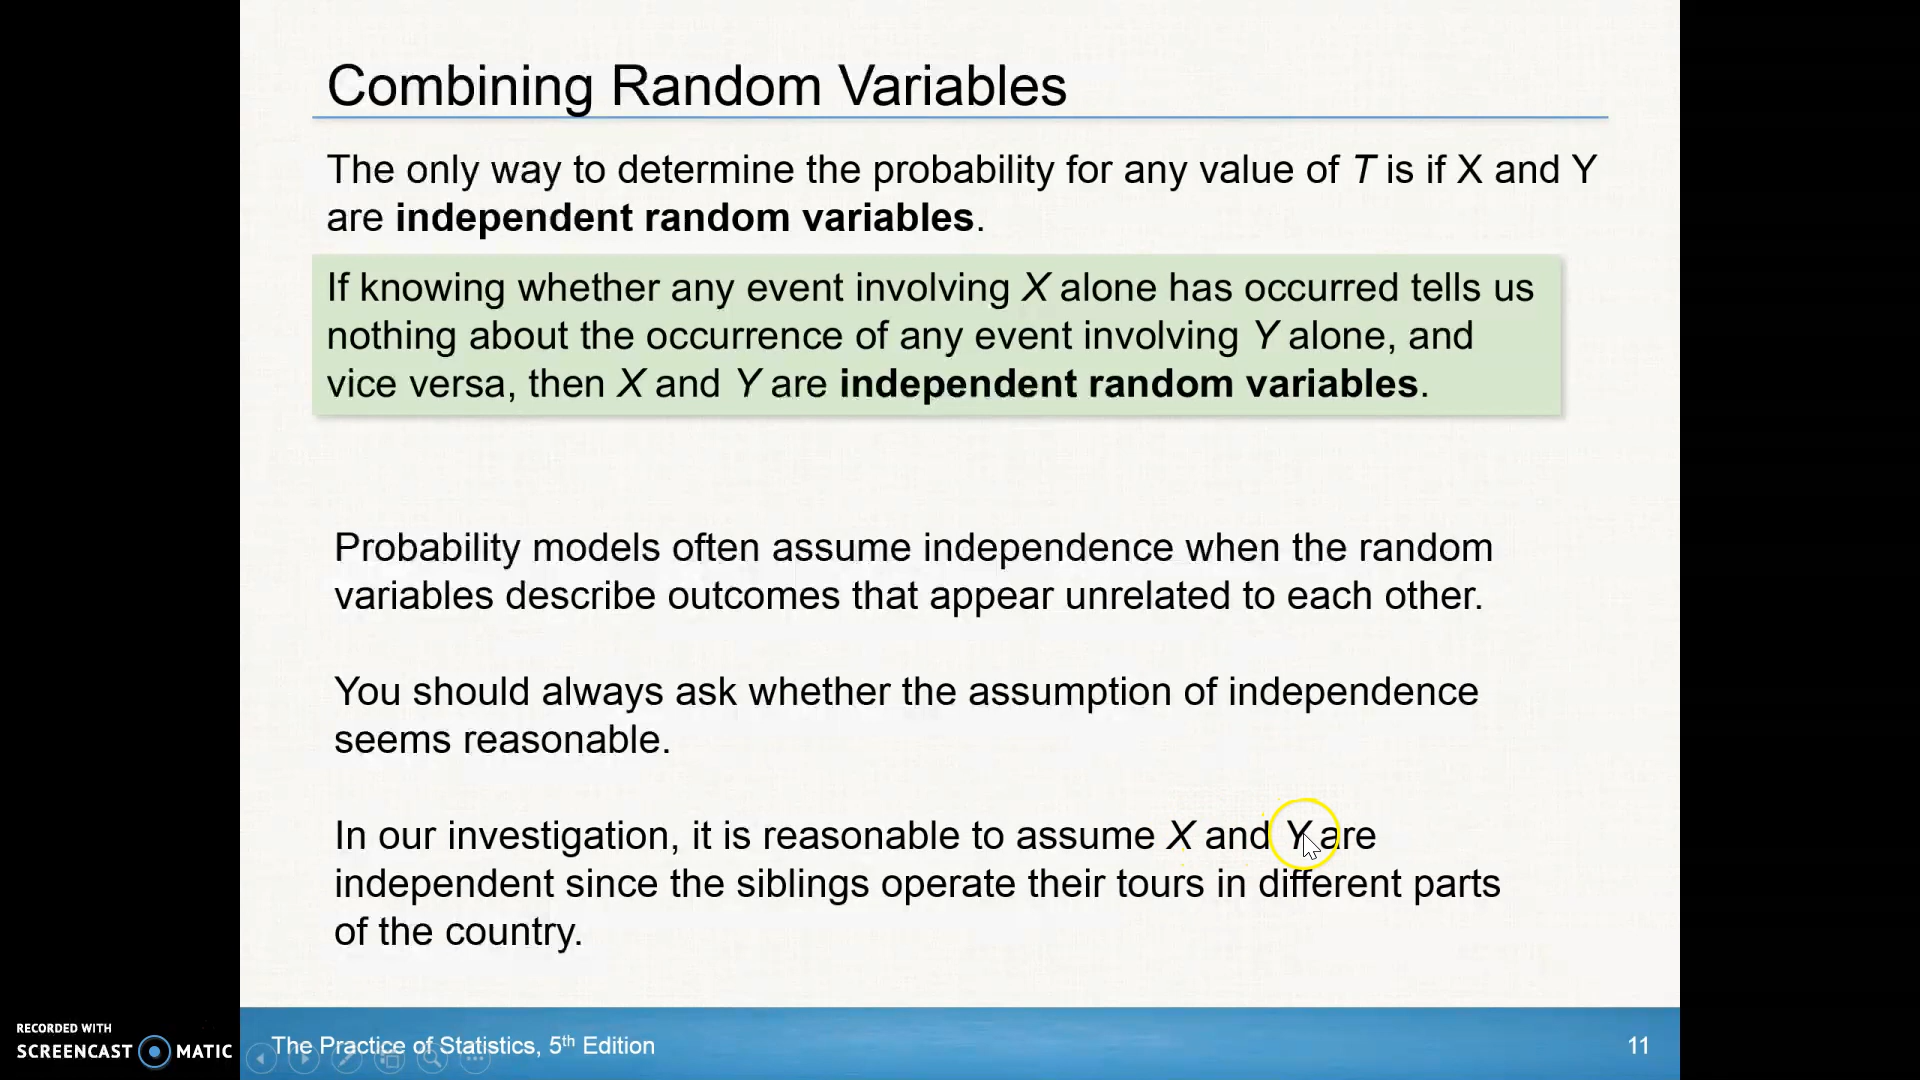 Combining Random Variables
The only way to determine the probability for any value of T is if X and Y
are independent random variables.
If knowing whether any event involving X alone has occurred tells us
nothing about the occurrence of any event involving Y alone, and
vice versa, then X and Y are independent random variables.
Probability models often assume independence when the random
variables describe outcomes that appear unrelated to each other.
You should always ask whether the assumption of independence
seems reasonable.
In our investigation, it is reasonable to assume X and Y are
independent since the siblings operate their tours in different parts
of the country.
RECORDED WITH
SCREENCAST MATIC
The Practice of Statistics, 5th Edition
11